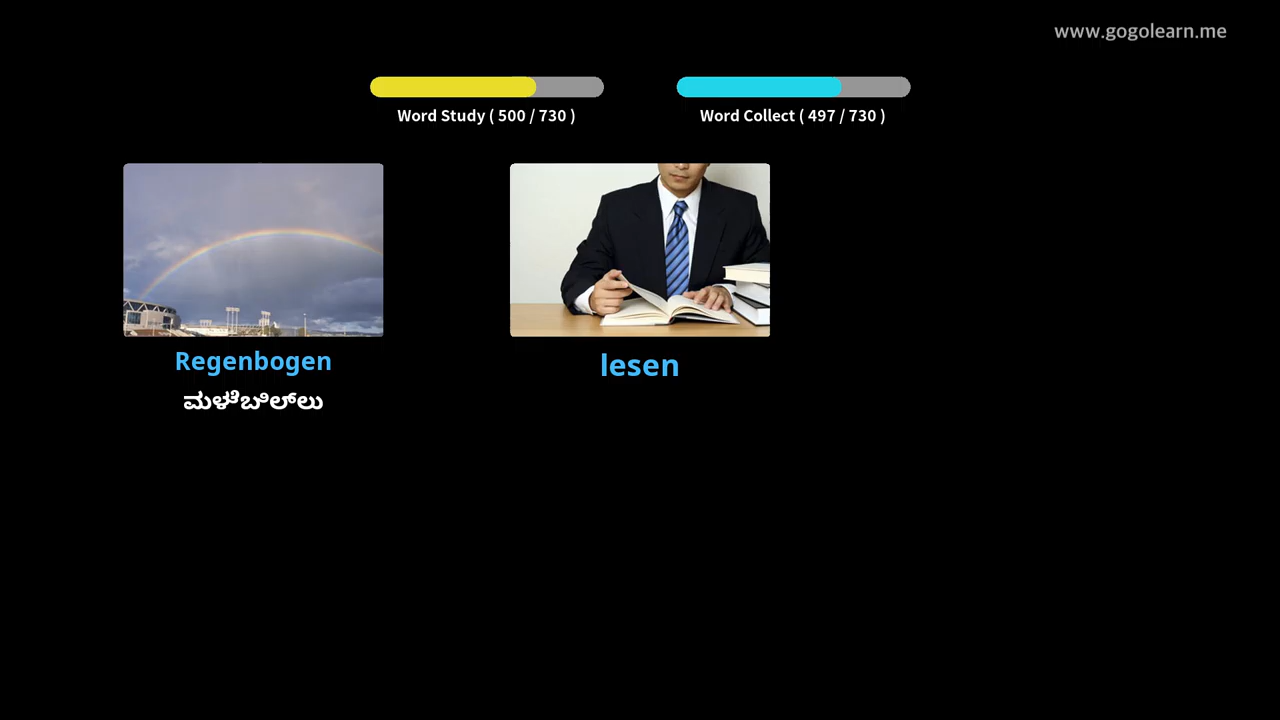 www.gogolearn.me
Word Study ( 500 / 730 )
Word Collect ( 497 / 730 )
Regenbogen
lesen
ಮಳೆಬಿಲ್ಲು